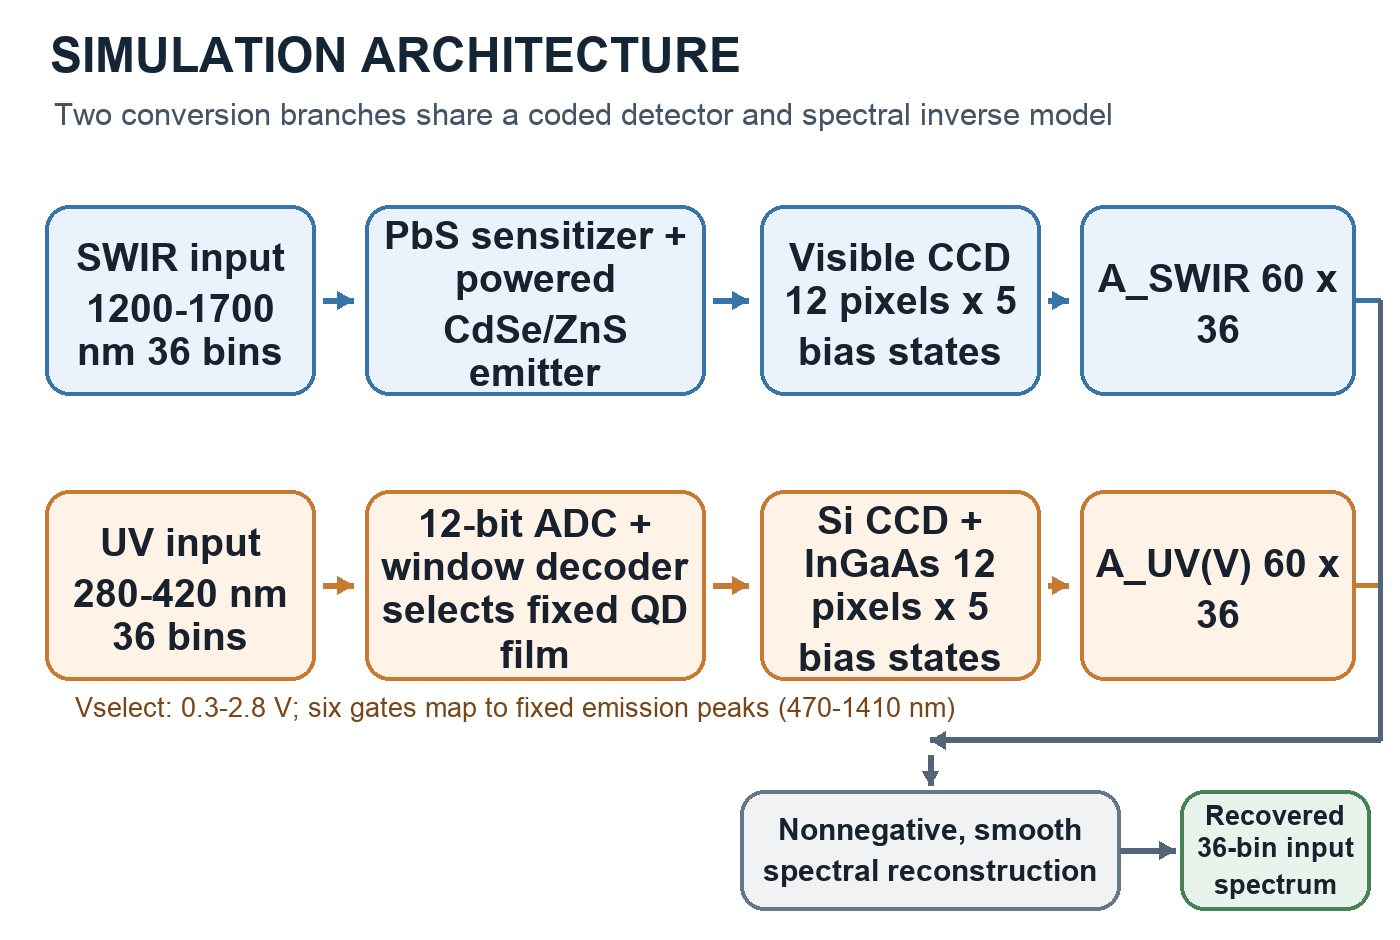 SIMULATION ARCHITECTURE
Two conversion branches share a coded detector and spectral inverse model
SWIR input
1200-1700
nm 36 bins
PbS sensitizer +
powered
CdSe/ZnS
emitter
Visible CCD
12 pixels x 5
bias states
A_SWIR 60 x
36
UV input
280-420 nm
36 bins
12-bit ADC +
window decoder
selects fixed QD
film
Si CCD +
InGaAs 12
pixels x 5
bias states
A_UV(V) 60 x
36
Vselect: 0.3-2.8 V; six gates map to fixed emission peaks (470-1410 nm)
Nonnegative, smooth
spectral reconstruction
Recovered
36-bin input
spectrum